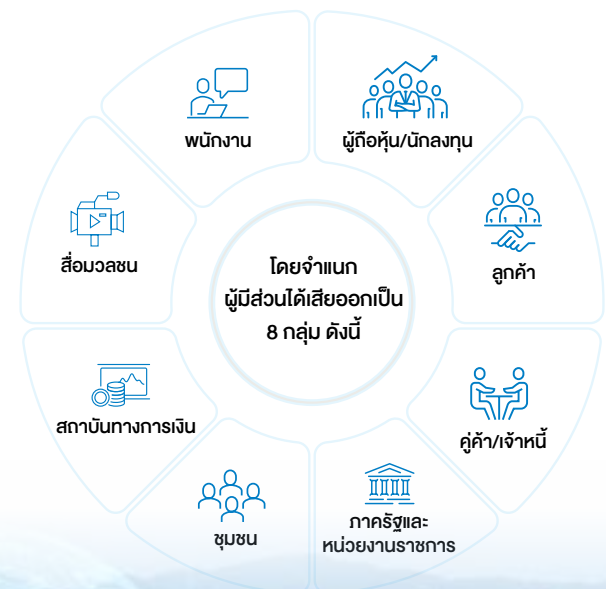 พนักงาน
ผู้ถือหุ้น/นักลงทุน
สื่อมวลชน
โดยจำแนก
ผู้มีส่วนได้เสียออกเป็น
8 กลุ่ม ดังนี้
ลูกค้า
สถาบันทางการเงิน
คู่ค้า/เจ้าหนี้
ชุมชน
ภาครัฐและ
หน่วยงานราชการ